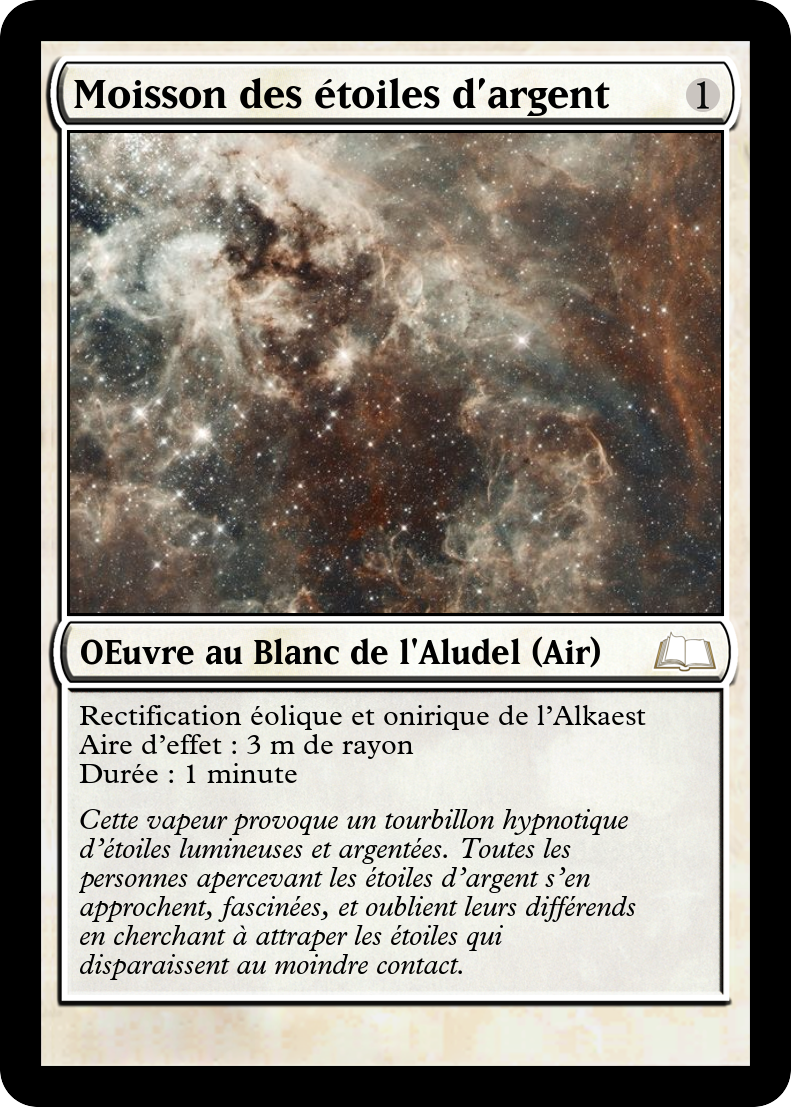 Moisson des étoiles d'argent 1
OEuvre au Blanc de l'Aludel (Air)
Rectification éolique et onirique de l’Alkaest
Aire d’effet : 3 m de rayon
Durée : 1 minute
Cette vapeur provoque un tourbillon hypnotique
d’étoiles lumineuses et argentées. Toutes les
personnes apercevant les étoiles d’argent s’en
approchent, fascinées, et oublient leurs différends
en cherchant à attraper les étoiles qui
disparaissent au moindre contact.